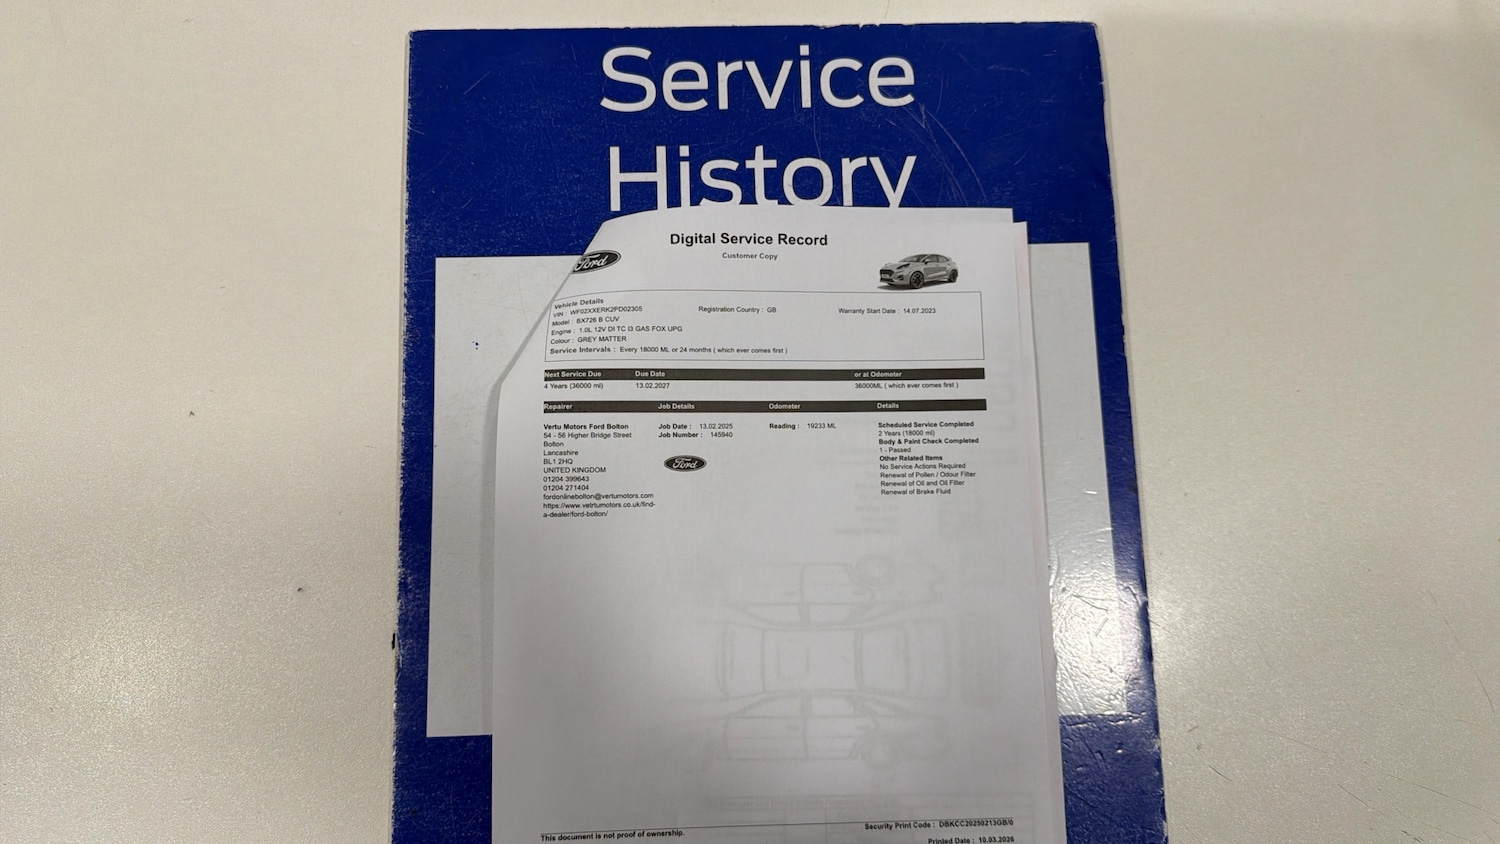 Service
History
Digital Service Record
Customer Copy
Ford
Vehicle Details
VIN : WF02XXERK2PD02305 Registration Country : GB Warranty Start Date : 14.07.2023
Model : BX726 B CUV
Engine : 1.0L 12V DI TC I3 GAS FOX UPG
Colour : GREY MATTER
Service Intervals : Every 18000 ML or 24 months ( which ever comes first )
Next Service Due Due Date or at Odometer
4 Years (36000 ml) 13.02.2027 36000ML ( which ever comes first )
Repairer Job Details Odometer Details
Vertu Motors Ford Bolton Job Date : 13.02.2025 Reading : 19233 ML Scheduled Service Completed
54 - 56 Higher Bridge Street Job Number : 145940 2 Years (18000 ml)
Bolton Body & Paint Check Completed
Lancashire 1 - Passed
BL1 2HQ Ford Other Related Items
UNITED KINGDOM No Service Actions Required
01204 399643 Renewal of Pollen / Odour Filter
01204 271404 Renewal of Oil and Oil Filter
fordonlinebolton@vertumotors.com Renewal of Brake Fluid
https://www.vetrtumotors.co.uk/find-
a-dealer/ford-bolton/
This document is not proof of ownership. Security Print Code : DBKCC20250213GB/0
Printed Date : 10.03.2026